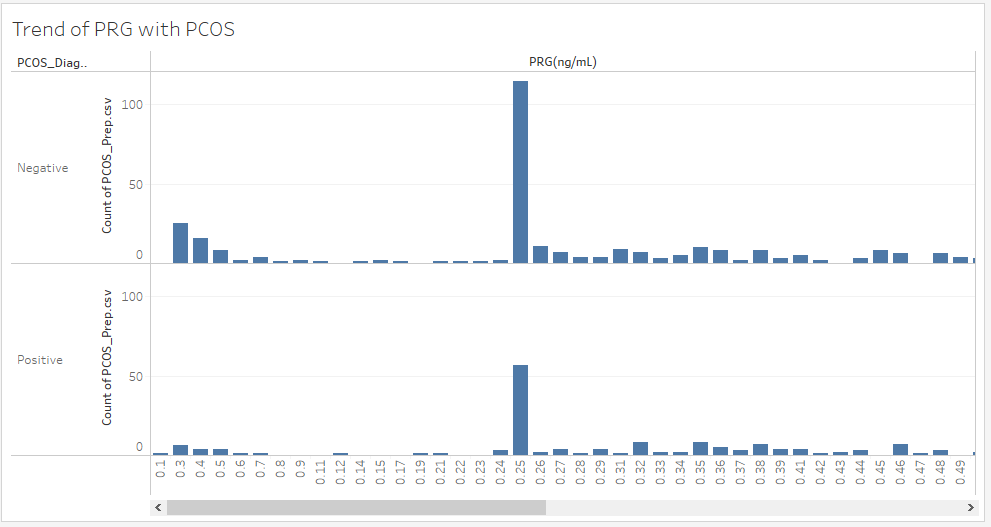 Trend of PRG with PCOS
PCOS_Diag..
PRG(ng/mL)
Negative
Count of PCOS_Prep.csv
100
50
0
Positive
Count of PCOS_Prep.csv
100
50
0
0.1 0.3 0.4 0.5 0.6 0.7 0.8 0.9 0.11 0.12 0.14 0.15 0.17 0.19 0.21 0.22 0.23 0.24 0.25 0.26 0.27 0.28 0.29 0.31 0.32 0.33 0.34 0.35 0.36 0.37 0.38 0.39 0.41 0.42 0.43 0.44 0.45 0.46 0.47 0.48 0.49